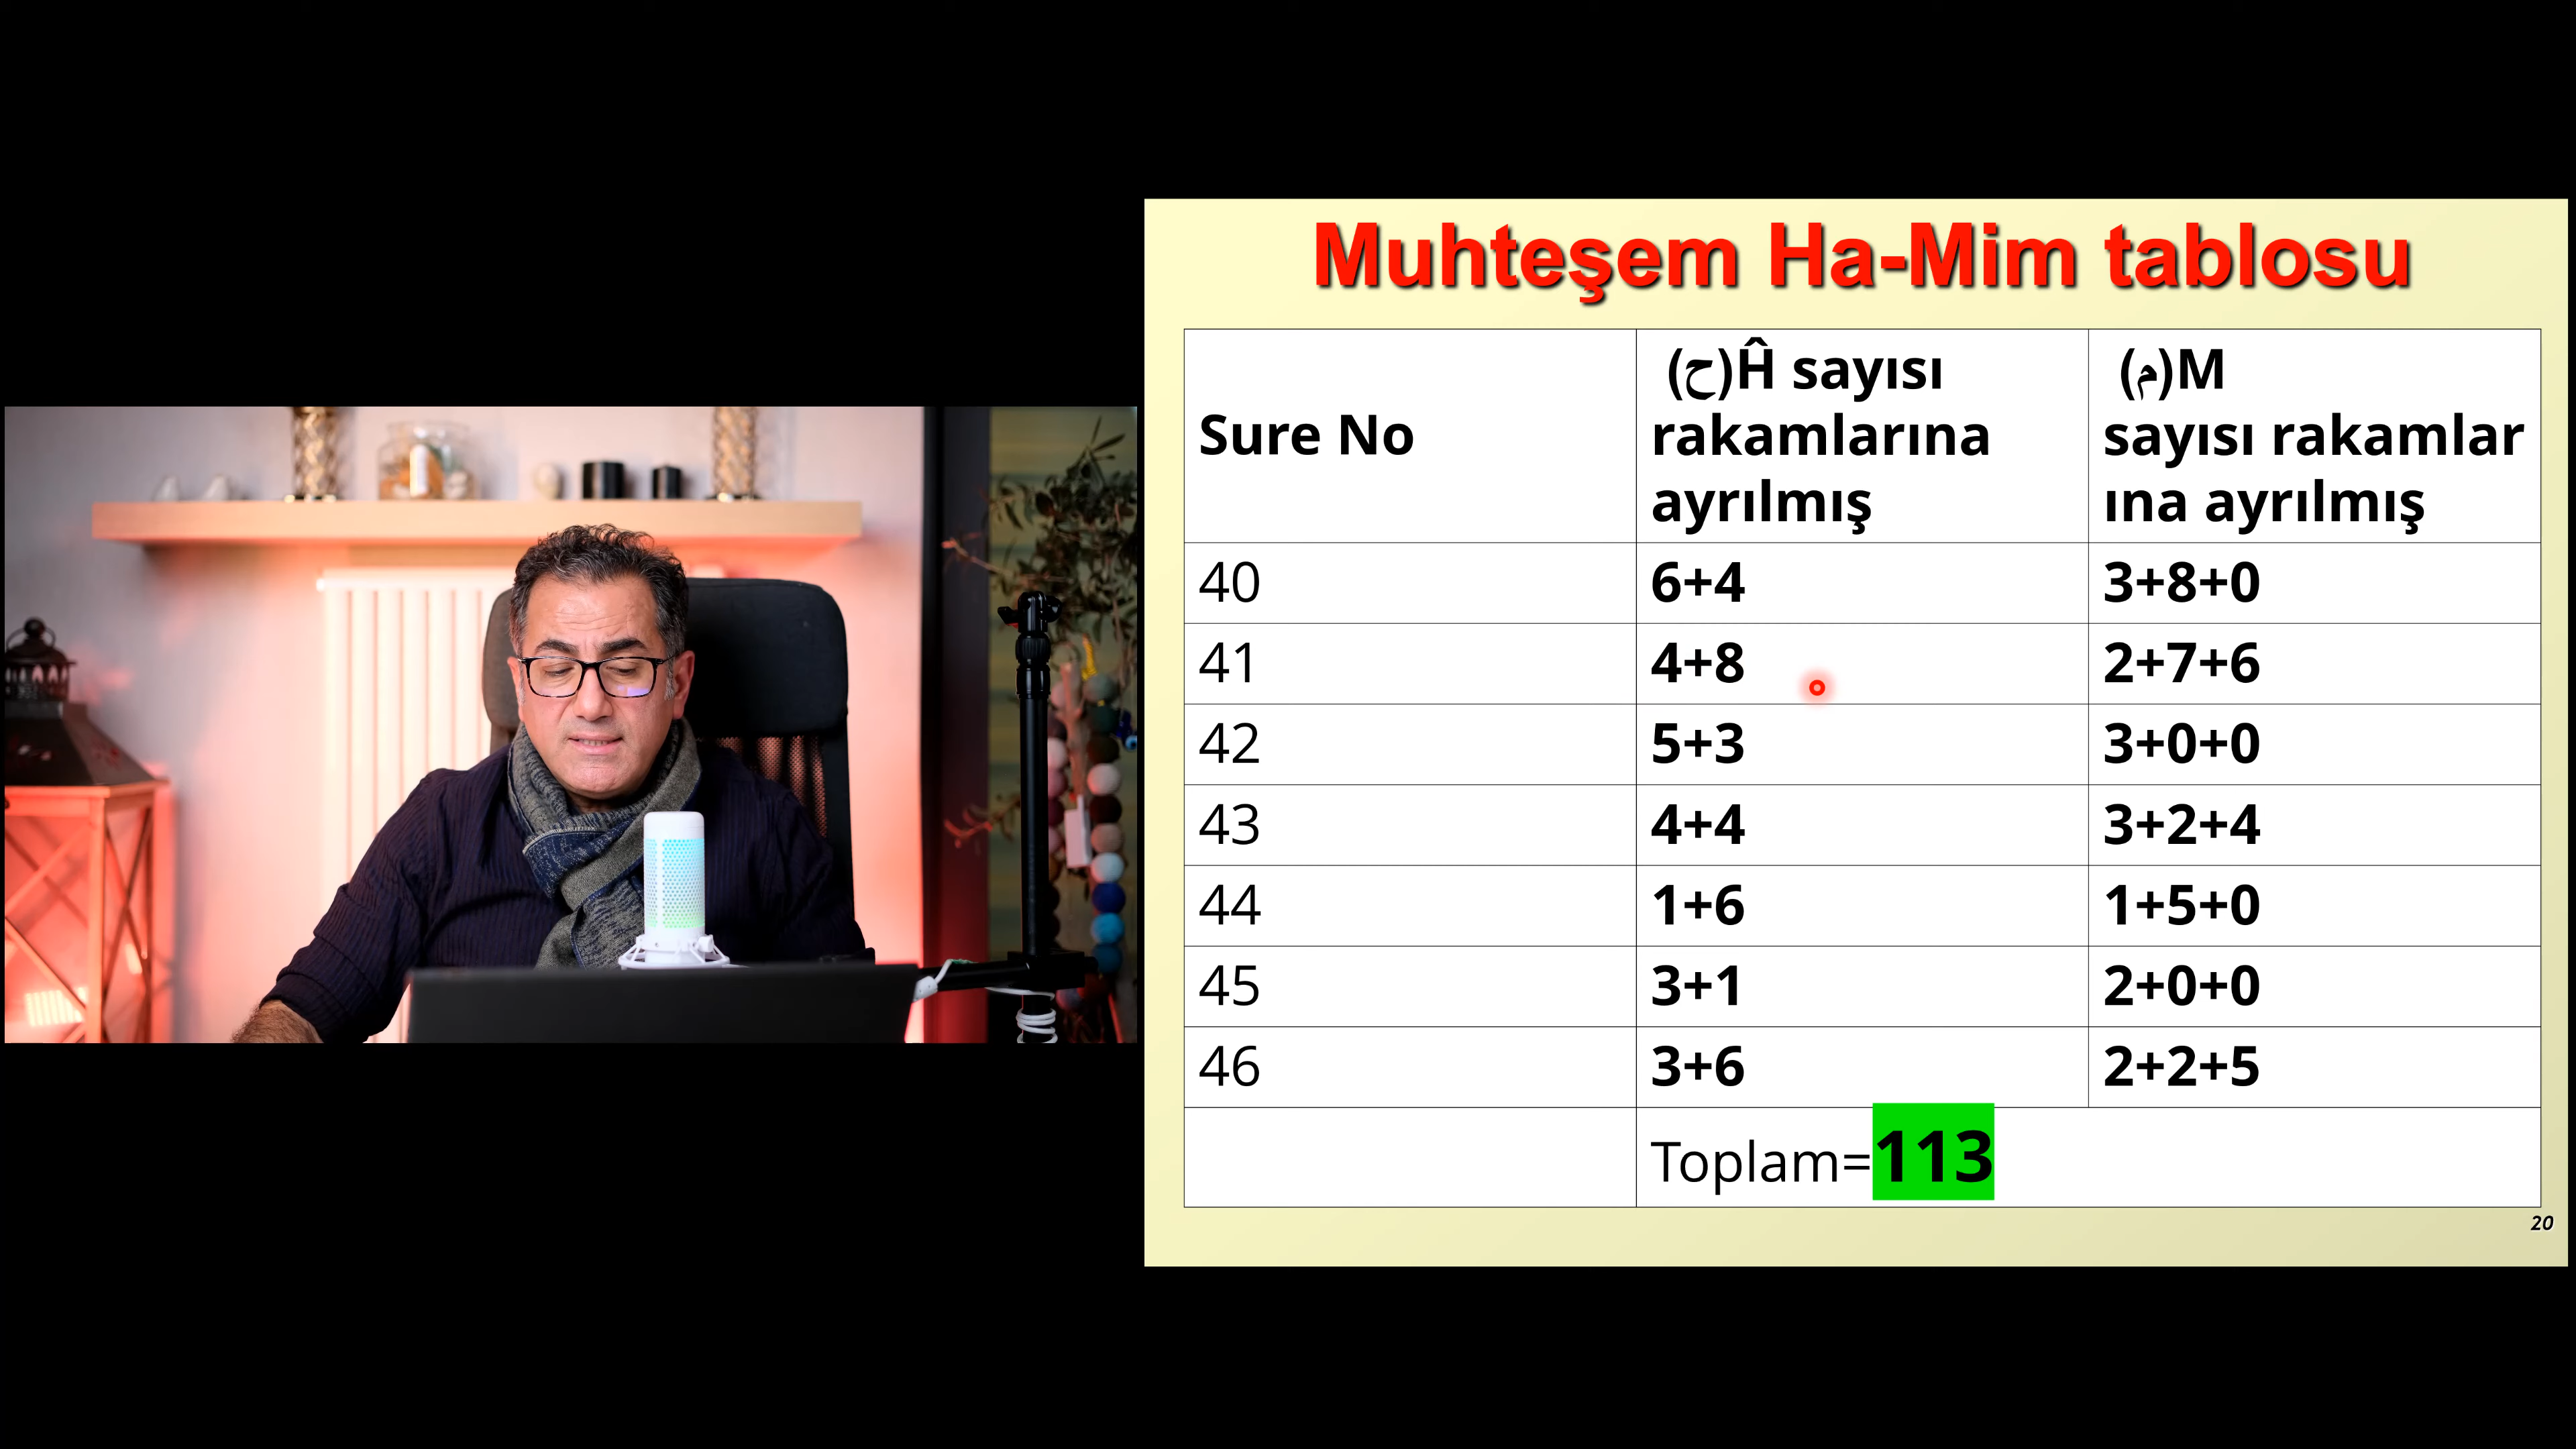 Muhteşem Ha-Mim tablosu
Sure No
(ح)Ĥ sayısı
rakamlarına
ayrılmış
(م)M
sayısı rakamlar
ına ayrılmış
40 6+4 3+8+0
41 4+8 2+7+6
42 5+3 3+0+0
43 4+4 3+2+4
44 1+6 1+5+0
45 3+1 2+0+0
46 3+6 2+2+5
Toplam=113
20